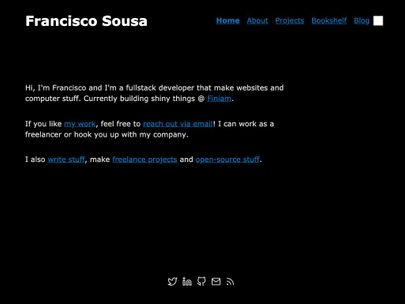 Francisco Sousa
Home About Projects Bookshelf Blog
Hi, I'm Francisco and I'm a fullstack developer that make websites and
computer stuff. Currently building shiny things @ Finiam.
If you like my work, feel free to reach out via email! I can work as a
freelancer or hook you up with my company.
I also write stuff, make freelance projects and open-source stuff.